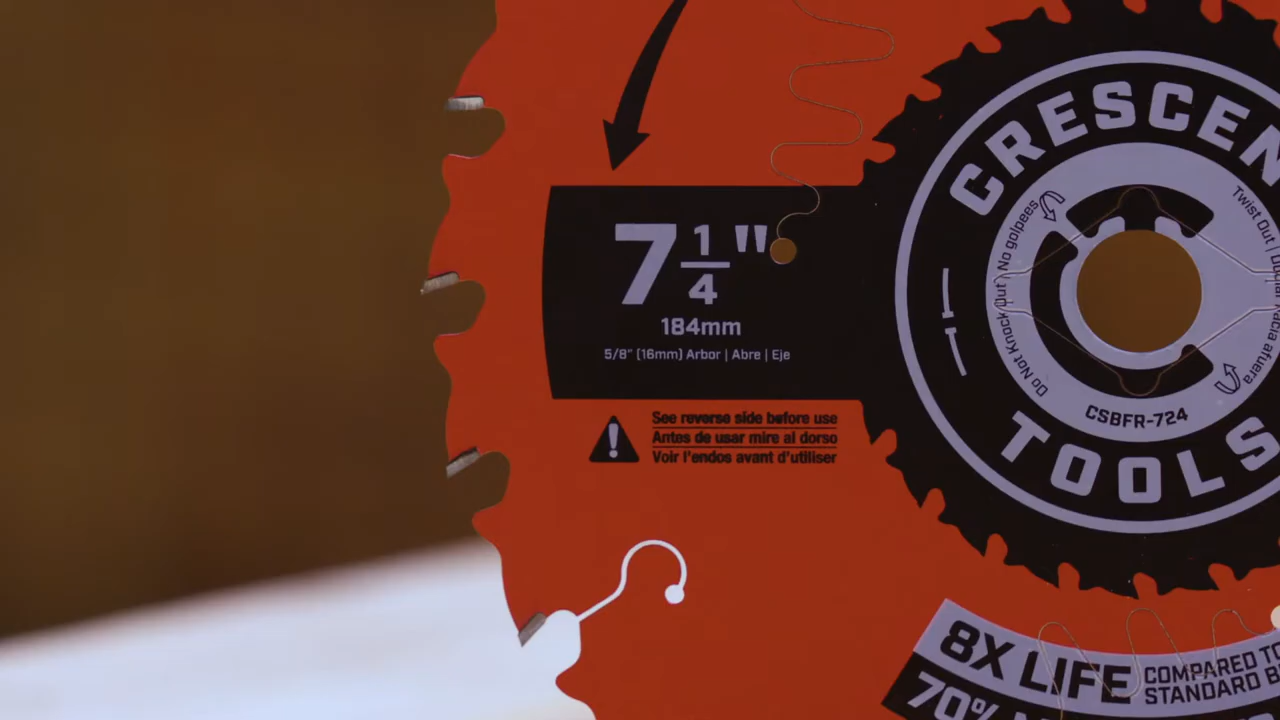 CRESCEN
TOOLS
7 1/4"
184mm
5/8" (16mm) Arbor | Abre | Eje
Do Not Knock Out | No golpees
Twist Out |
afuera
CSBFR-724
See reverse side before use
Antes de usar mire al dorso
Voir l'endos avant d'utiliser
8X LIFE COMPARED TO
STANDARD B
70%